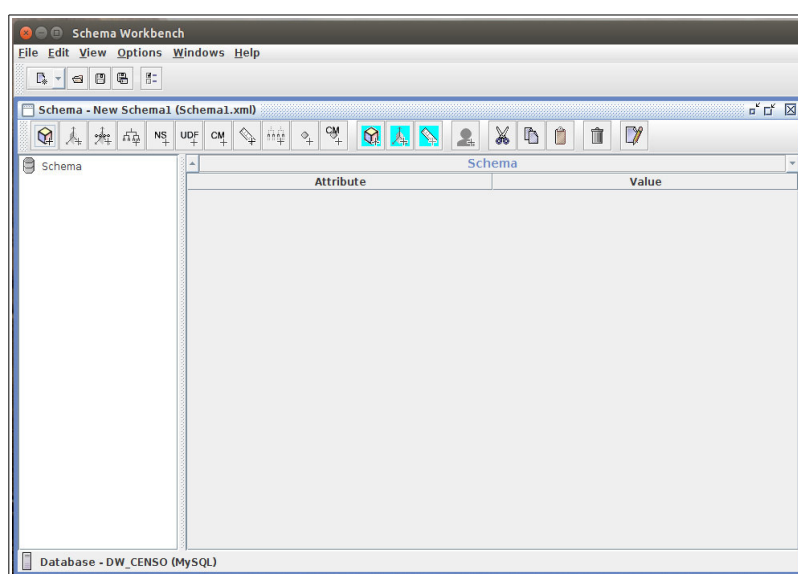 Schema Workbench
File Edit View Options Windows Help
Schema - New Schema1 (Schema1.xml)
NS UDF CM CM
Schema
Schema
Attribute Value
Database - DW_CENSO (MySQL)